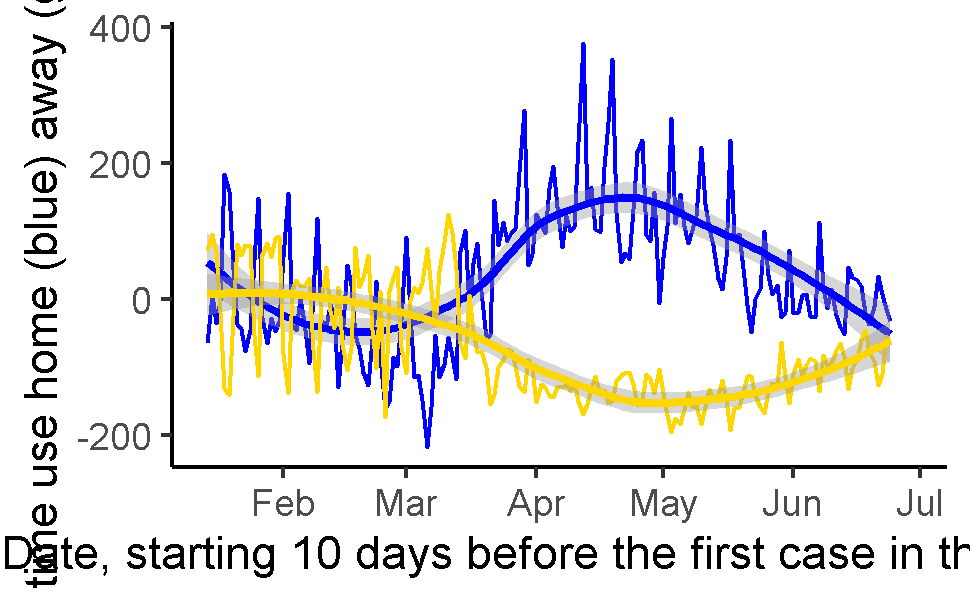 time use home (blue) away (
400
200
0
-200
Feb Mar Apr May Jun Jul
Date, starting 10 days before the first case in th